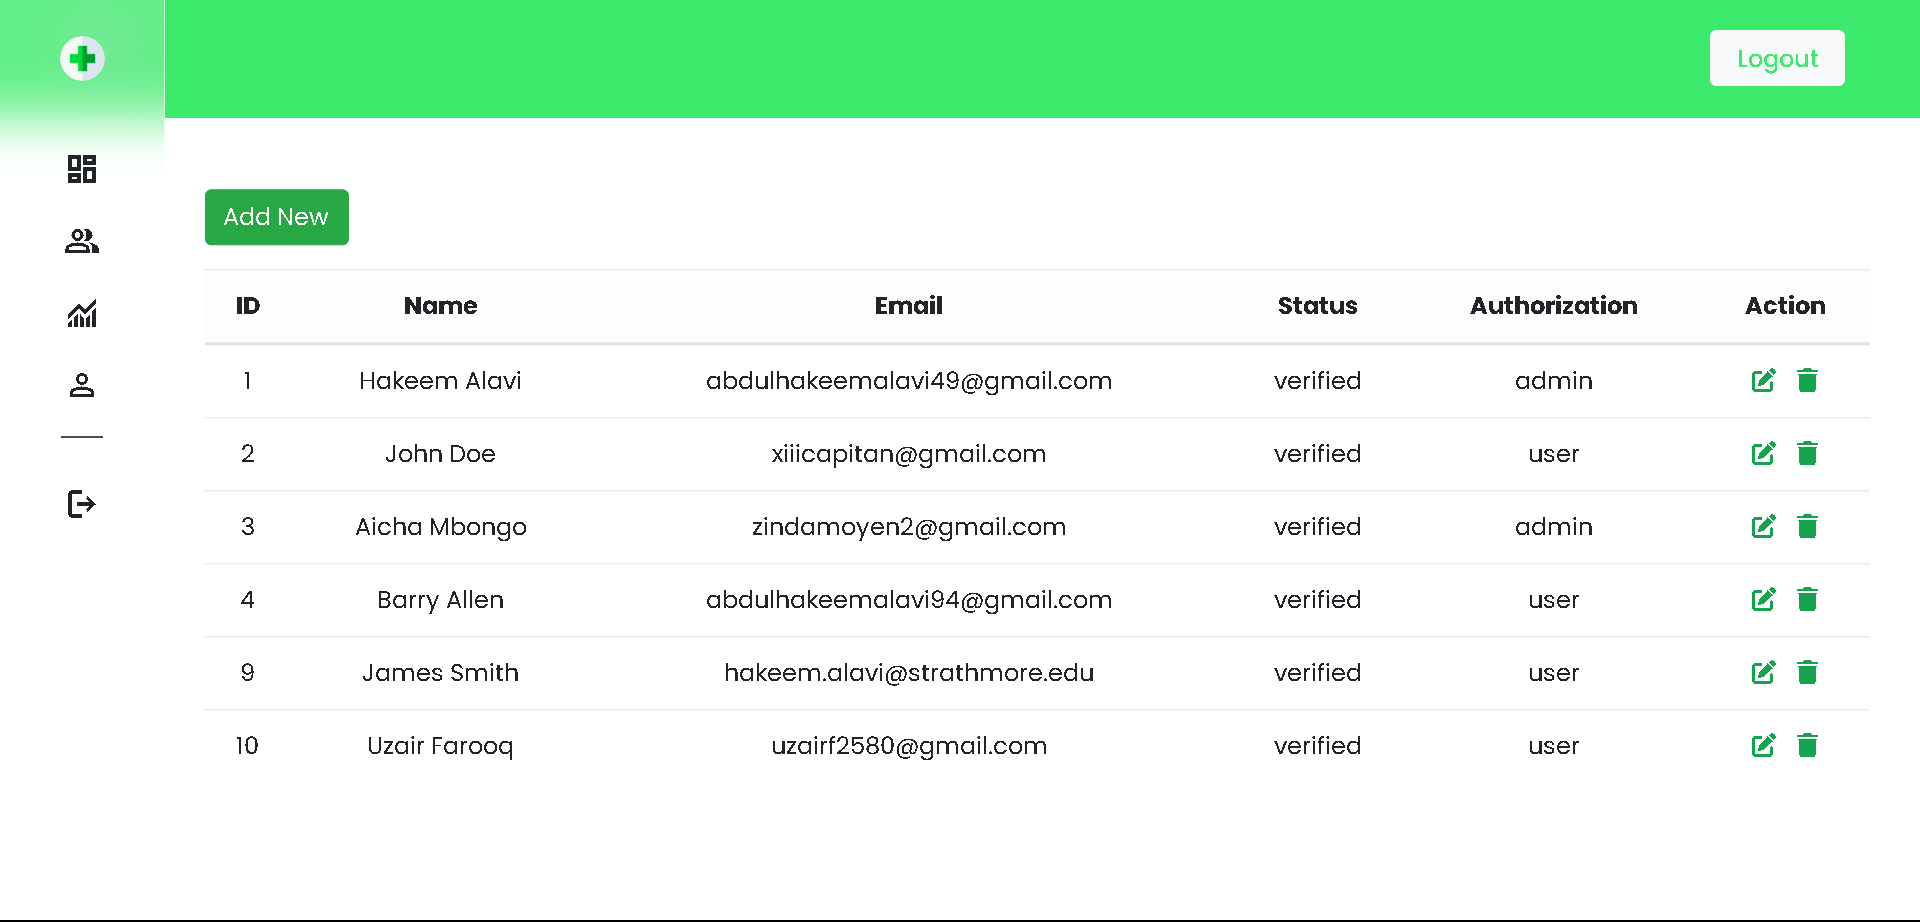 Logout
Add New
ID Name Email Status Authorization Action
1 Hakeem Alavi abdulhakeemalavi49@gmail.com verified admin
2 John Doe xiiicapitan@gmail.com verified user
3 Aicha Mbongo zindamoyen2@gmail.com verified admin
4 Barry Allen abdulhakeemalavi94@gmail.com verified user
9 James Smith hakeem.alavi@strathmore.edu verified user
10 Uzair Farooq uzairf2580@gmail.com verified user